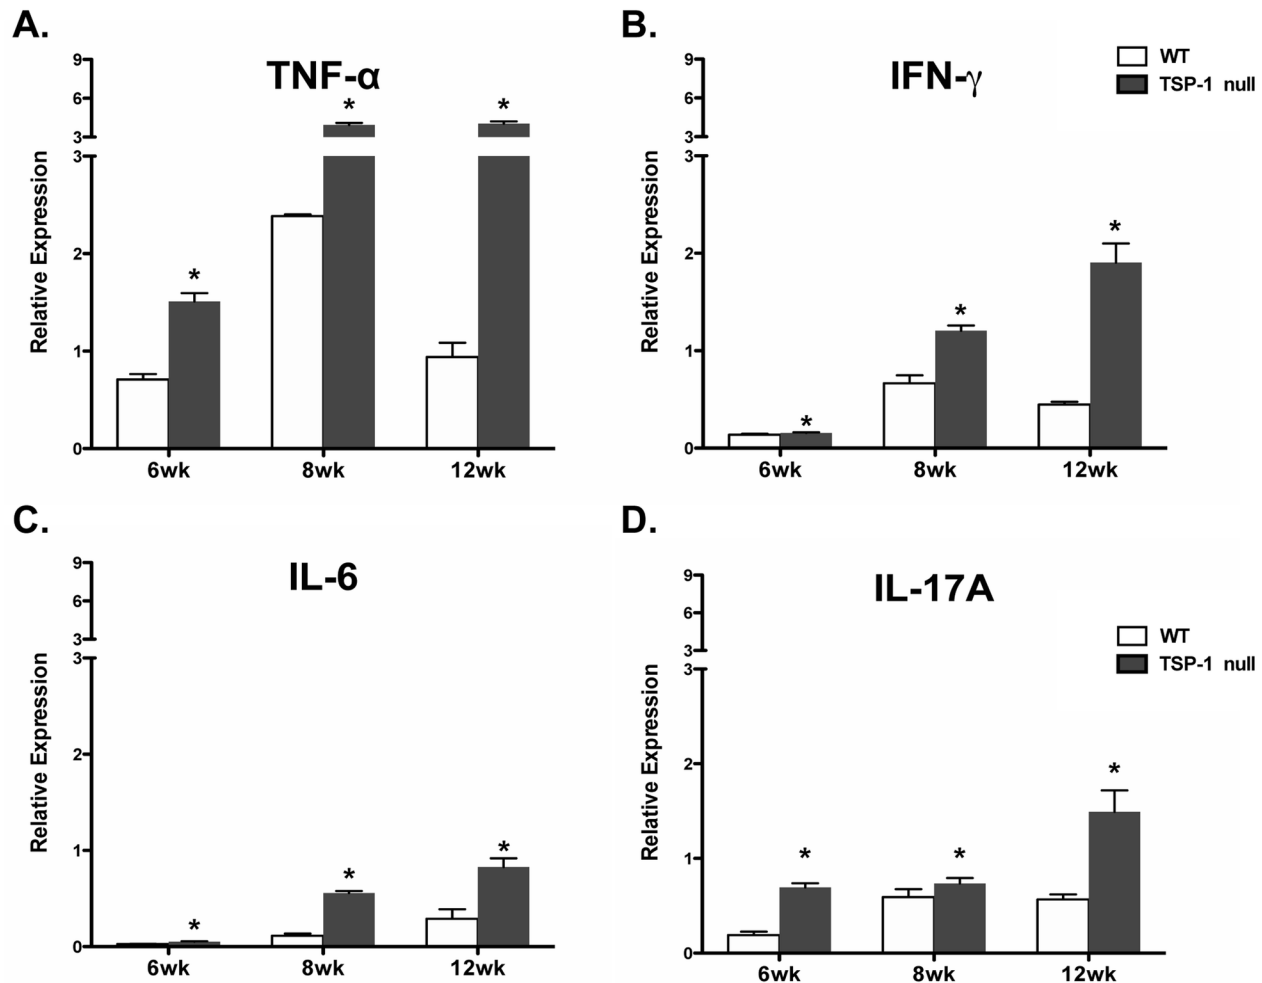 A.
TNF-α
Relative Expression
9
6
3
3
2
1
0
*
*
*
6wk 8wk 12wk
B.
IFN-γ
WT
TSP-1 null
Relative Expression
9
6
3
3
2
1
0
*
*
*
6wk 8wk 12wk
C.
IL-6
Relative Expression
9
6
3
3
2
1
0
*
*
*
6wk 8wk 12wk
D.
IL-17A
WT
TSP-1 null
Relative Expression
9
6
3
3
2
1
0
*
*
*
6wk 8wk 12wk